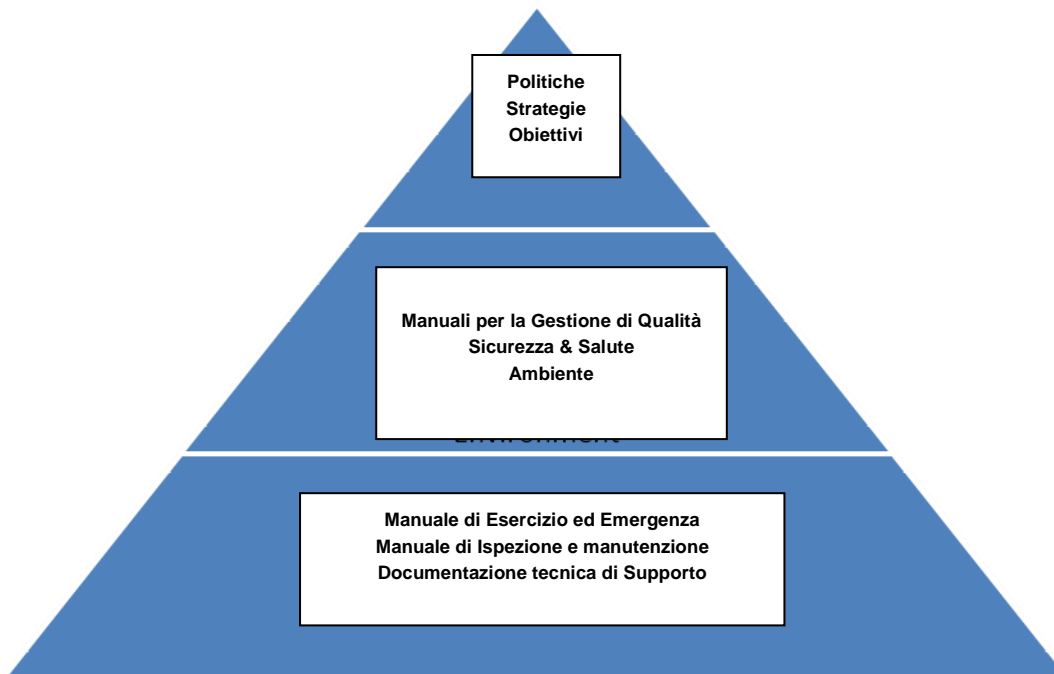 Politiche
Strategie
Obiettivi
Manuali per la Gestione di Qualità
Sicurezza & Salute
Ambiente
Environment
Manuale di Esercizio ed Emergenza
Manuale di Ispezione e manutenzione
Documentazione tecnica di Supporto